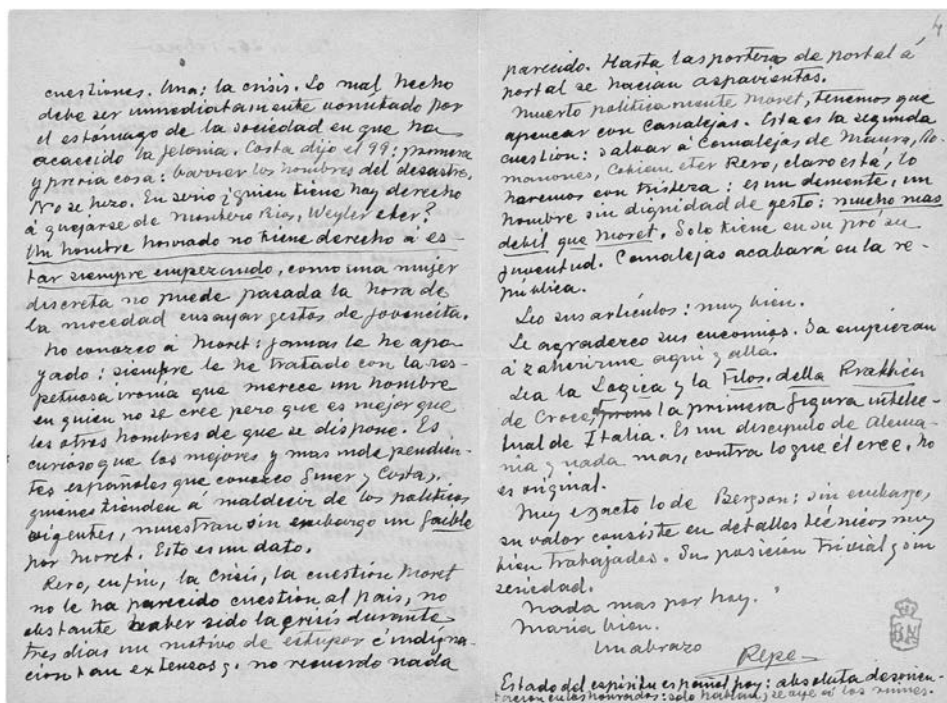 cuestiones. Una: la crisis. Lo mal hecho
debe ser inmediatamente vomitado por
el estómago de la sociedad en que ha
acaecido la felonia. Costa dijo el 99: primera
y previa cosa: barrer los hombres del desastre.
No se hizo. En serio ¿quien tiene hoy derecho
á quejarse de Montero Rios, Weyler etc?
Un hombre honrado no tiene derecho á es-
tar siempre empezando, como una mujer
discreta no puede pasada la hora de
la mocedad ensayar gestos de jovencita.
No conozco á Moret: jamas le he apo-
yado: siempre le he tratado con la res-
petuosa ironía que merece un hombre
en quien no se cree pero que es mejor que
los otros hombres de que se dispone. Es
curioso que los mejores y mas independien-
tes españoles que conozco Giner y Costa,
quienes tienden á maldecir de los politicos
vigentes, muestran sin embargo un faible
por Moret. Esto es un dato.
Pero, en fin, la crisis, la cuestion Moret
no le ha parecido cuestion al pais, no
obstante haber sido la crisis durante
tres dias un motivo de estupor é indigna-
cion tan extensos q. no recuerdo nada
4
parecido. Hasta las porteras de portal á
portal se hacian aspavientos.
Muerto politicamente Moret, tenemos que
apencar con Canalejas. Esta es la segunda
cuestion: salvar á Canalejas de Maura, Ro-
manones, Cobian etc. Pero, claro está, lo
haremos con tristeza: es un demente, un
hombre sin dignidad de gesto: mucho mas
debil que Moret. Solo tiene en su pró su
juventud. Canalejas acabará en la re-
pública.
Leo sus artículos: muy bien.
Le agradezco sus encomios. Ya empiezan
á zaherirme aquí y allá.
Lea la Logica y la Filos. della Prattica
de Croce, la primera figura intelec-
tual de Italia. Es un discipulo de Alema-
nia y nada mas, contra lo que él cree, no
es original.
Muy exacto lo de Bergson: sin embargo,
su valor consiste en detalles técnicos muy
bien trabajados. Su posicion trivial y sin
seriedad.
Nada mas por hoy.
Maria bien.
Un abrazo
Pepe
Estado del espíritu español hoy: absoluta desorien-
tacion en los honrados: solo hablan, se oye á los ruines.